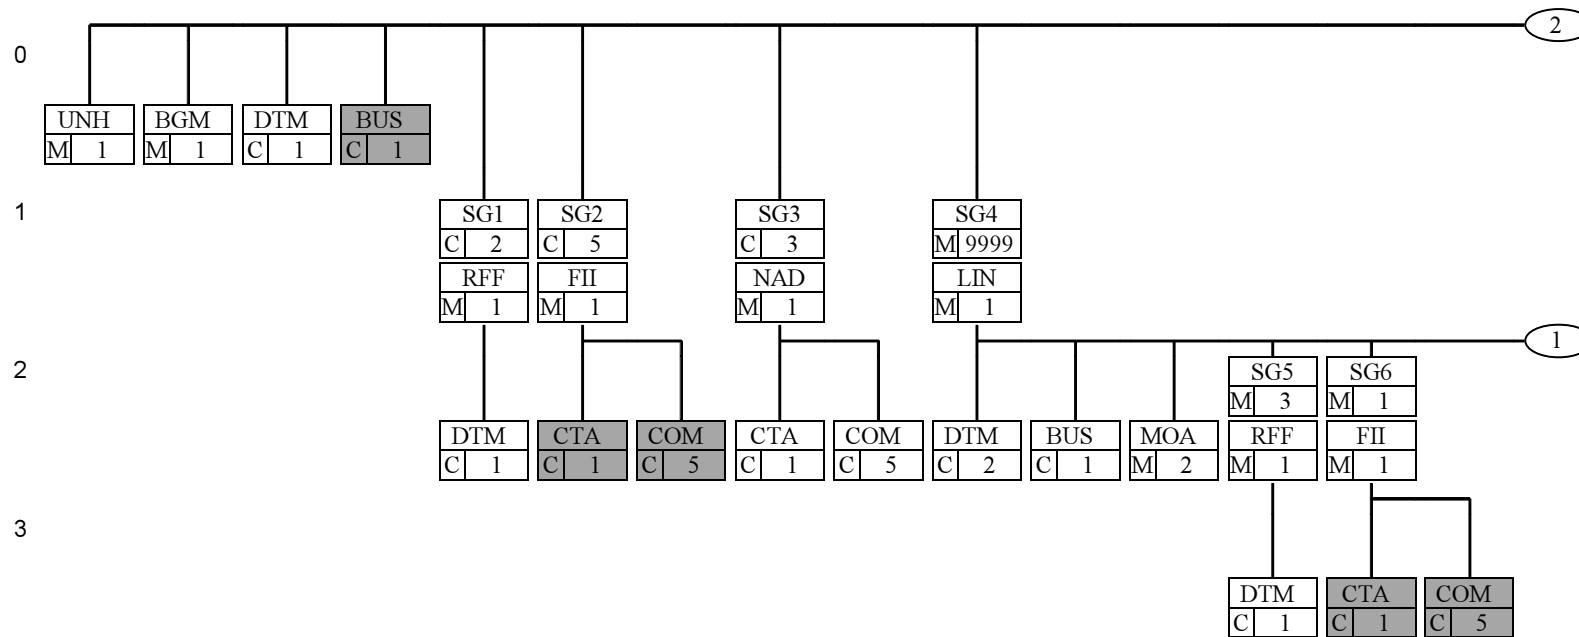 2
0
UNH BGM DTM BUS
M 1 M 1 C 1 C 1
1
SG1 SG2 SG3 SG4
C 2 C 5 C 3 M 9999
RFF FII NAD LIN
M 1 M 1 M 1 M 1
1
2
SG5 SG6
M 3 M 1
DTM CTA COM CTA COM DTM BUS MOA RFF FII
C 1 C 1 C 5 C 1 C 5 C 2 C 1 M 2 M 1 M 1
3
DTM CTA COM
C 1 C 1 C 5